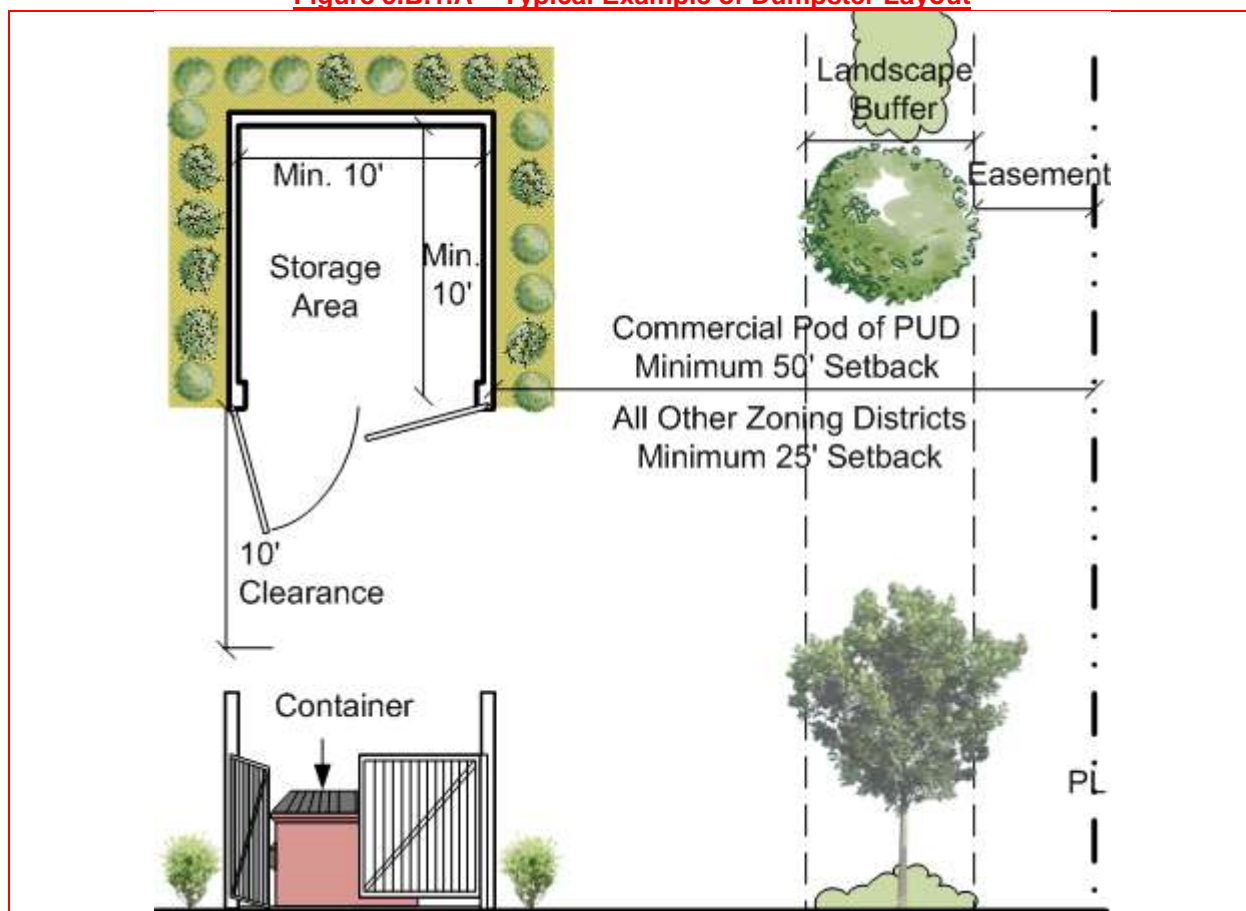 Landscape
Buffer
Easement
Min. 10'
Min.
10'
Storage
Area
Commercial Pod of PUD
Minimum 50' Setback
All Other Zoning Districts
Minimum 25' Setback
10'
Clearance
Container
PL